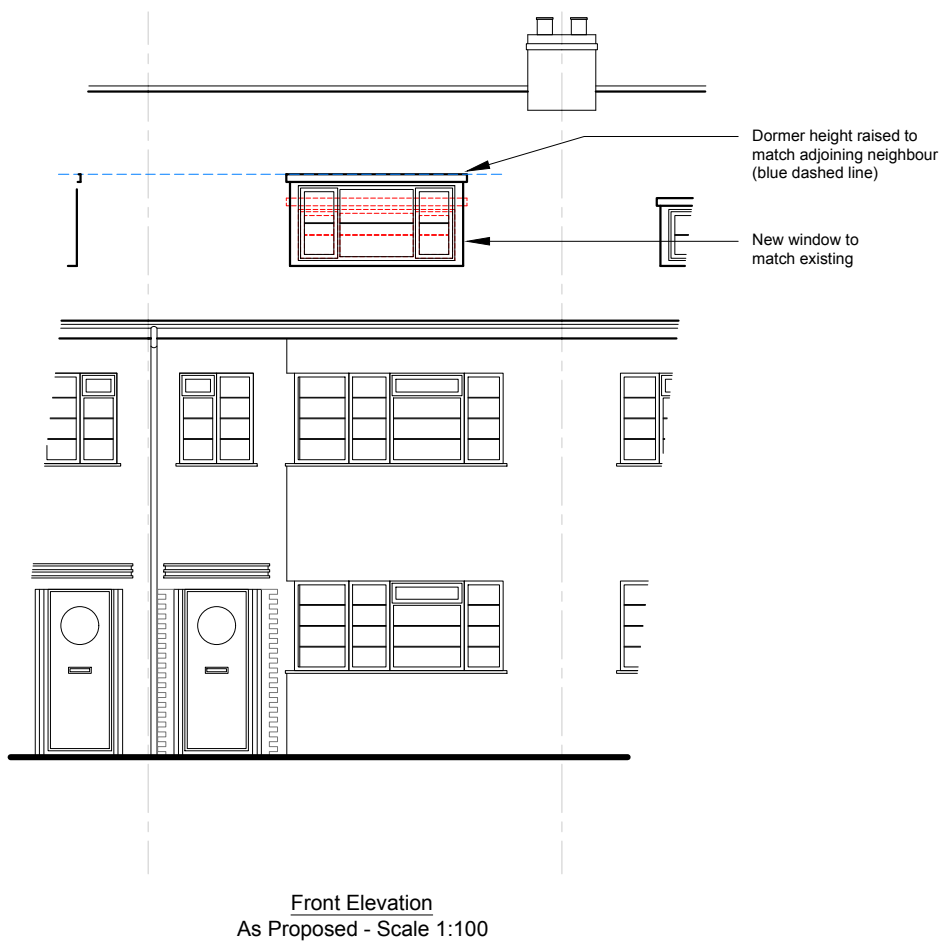 Dormer height raised to
match adjoining neighbour
(blue dashed line)
New window to
match existing
Front Elevation
As Proposed - Scale 1:100